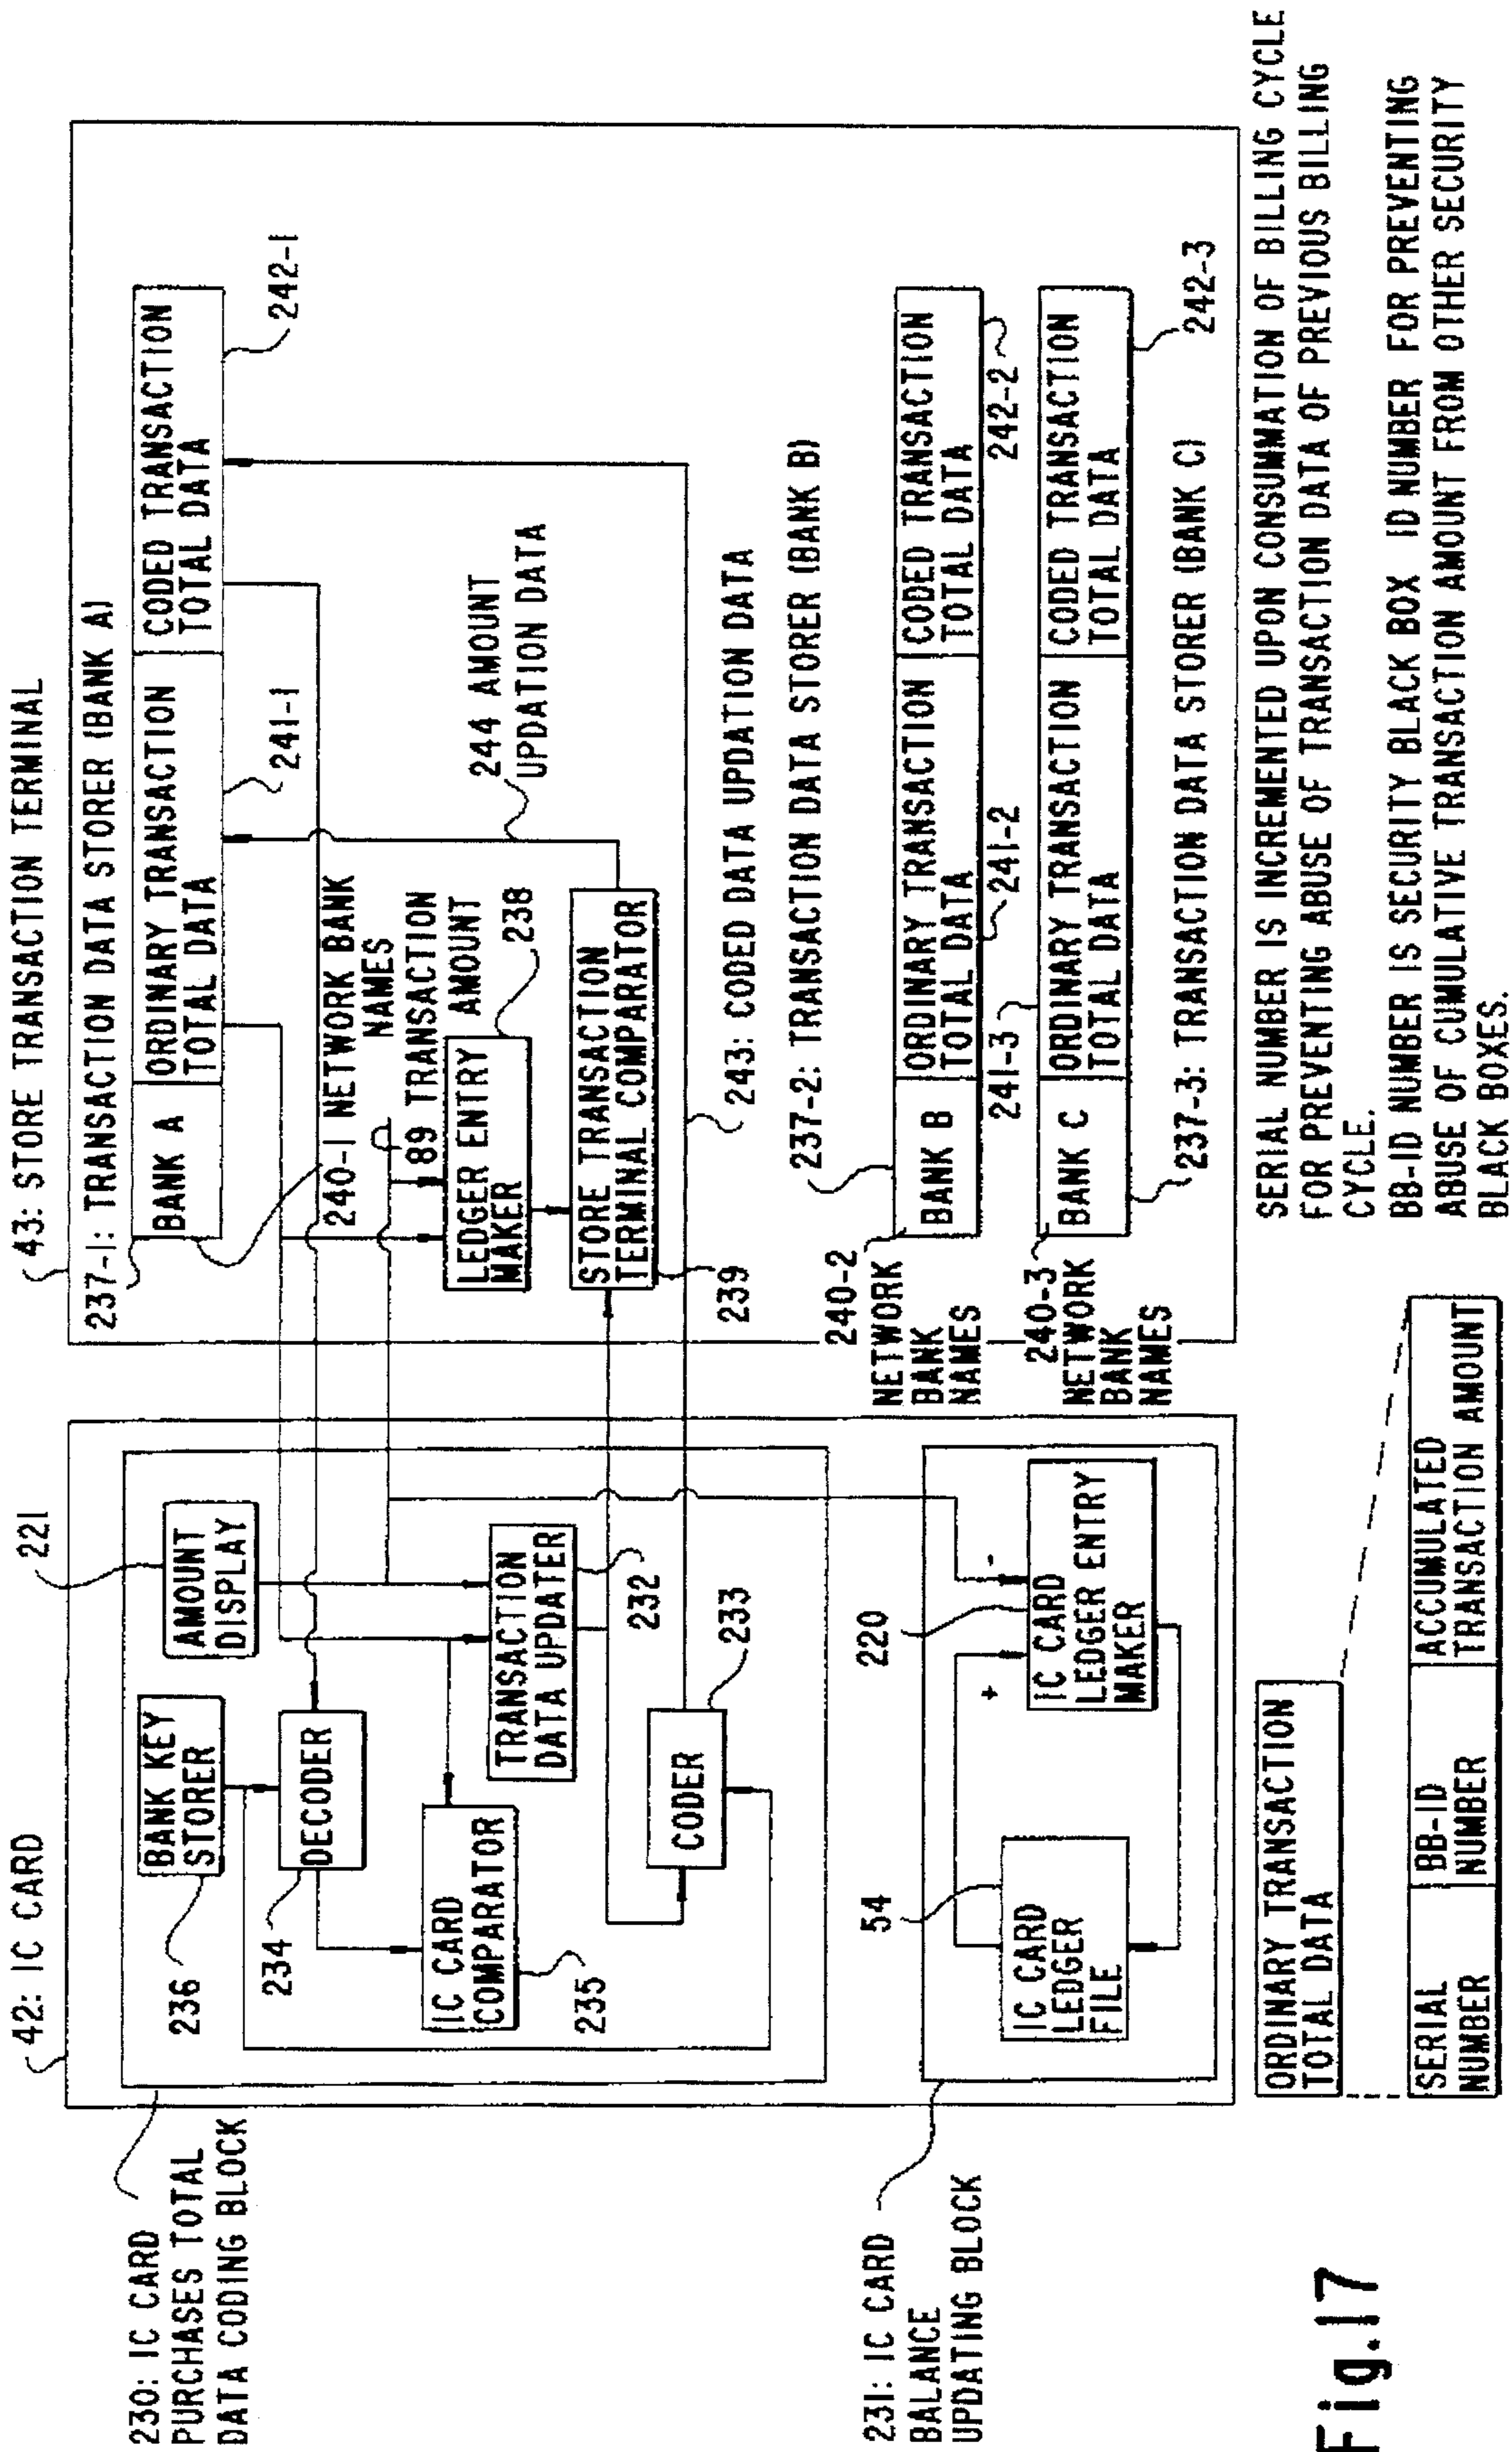 42: IC CARD
43: STORE TRANSACTION TERMINAL
230: IC CARD
PURCHASES TOTAL
DATA CODING BLOCK
236
BANK KEY
STORER
221
AMOUNT
DISPLAY
234
DECODER
IC CARD
COMPARATOR
235
TRANSACTION
DATA UPDATER
232
CODER
233
231: IC CARD
BALANCE
UPDATING BLOCK
54
IC CARD
LEDGER
FILE
220
+
-
IC CARD
LEDGER ENTRY
MAKER
237-1: TRANSACTION DATA STORER (BANK A)
BANK A
ORDINARY TRANSACTION
TOTAL DATA
CODED TRANSACTION
TOTAL DATA
241-1
242-1
240-1 NETWORK BANK
NAMES
89 TRANSACTION
AMOUNT
LEDGER ENTRY
MAKER
238
244 AMOUNT
UPDATION DATA
STORE TRANSACTION
TERMINAL COMPARATOR
239
243: CODED DATA UPDATION DATA
237-2: TRANSACTION DATA STORER (BANK B)
240-2
NETWORK
BANK
NAMES
BANK B
ORDINARY TRANSACTION
TOTAL DATA
CODED TRANSACTION
TOTAL DATA
241-2
242-2
241-3
240-3
NETWORK
BANK
NAMES
BANK C
ORDINARY TRANSACTION
TOTAL DATA
CODED TRANSACTION
TOTAL DATA
242-3
237-3: TRANSACTION DATA STORER (BANK C)
ORDINARY TRANSACTION
TOTAL DATA
SERIAL
NUMBER
BB-ID
NUMBER
ACCUMULATED
TRANSACTION AMOUNT
SERIAL NUMBER IS INCREMENTED UPON CONSUMMATION OF BILLING CYCLE
FOR PREVENTING ABUSE OF TRANSACTION DATA OF PREVIOUS BILLING
CYCLE.
BB-ID NUMBER IS SECURITY BLACK BOX ID NUMBER FOR PREVENTING
ABUSE OF CUMULATIVE TRANSACTION AMOUNT FROM OTHER SECURITY
BLACK BOXES.
Fig.17